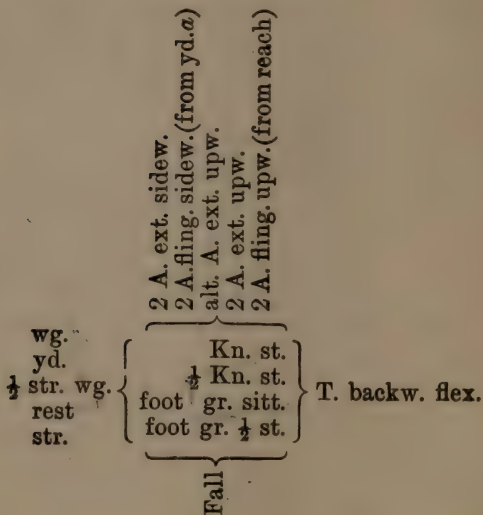 2 A. ext. sidew.
2 A. fling. sidew. (from yd. a)
alt. A. ext. upw.
2 A. ext. upw.
2 A. fling. upw. (from reach)
wg.
yd.
½ str. wg.
rest
str.
Kn. st.
½ Kn. st.
foot gr. sitt.
foot gr. ½ st.
T. backw. flex.
Fall